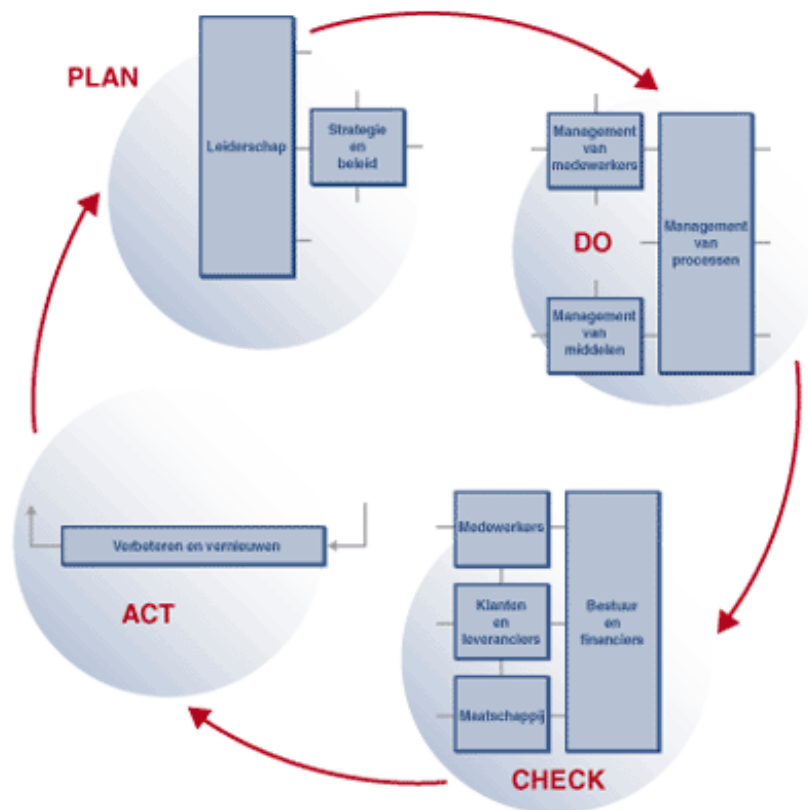 PLAN
Leiderschap
Strategie
en
beleid
Management
van
medewerkers
DO
Management
van
processen
Management
van
middelen
Medewerkers
Klanten
en
leveranciers
Maatschappij
Bestuur
en
financiers
CHECK
Verbeteren en vernieuwen
ACT